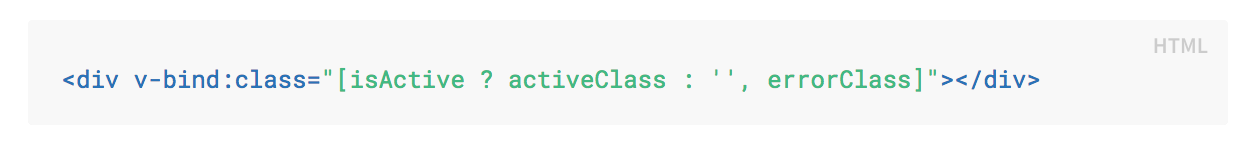 HTML
<div v-bind:class="[isActive ? activeClass : '', errorClass]"></div>